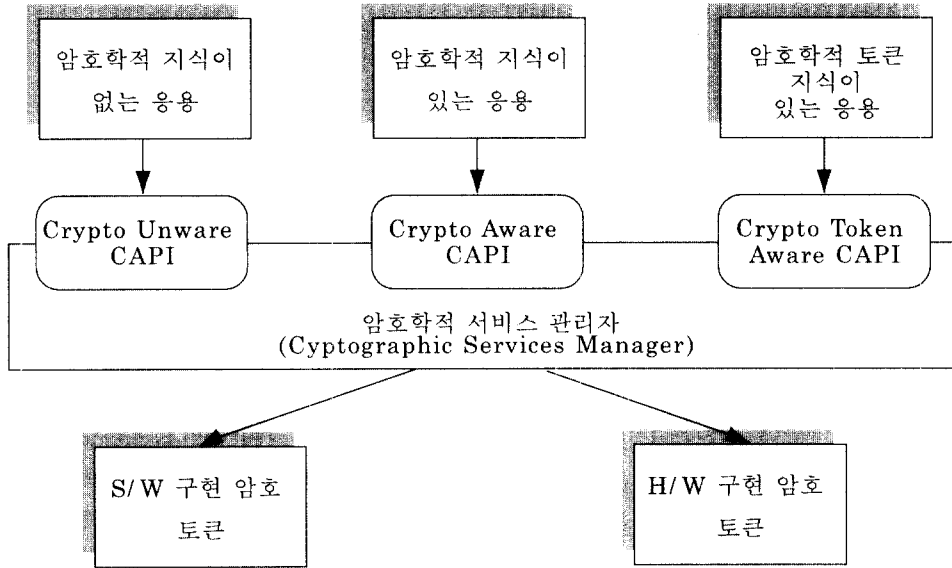 암호학적 지식이
없는 응용
암호학적 지식이
있는 응용
암호학적 토큰
지식이
있는 응용
Crypto Unware
CAPI
Crypto Aware
CAPI
Crypto Token
Aware CAPI
암호학적 서비스 관리자
(Cyptographic Services Manager)
S/W 구현 암호
토큰
H/W 구현 암호
토큰